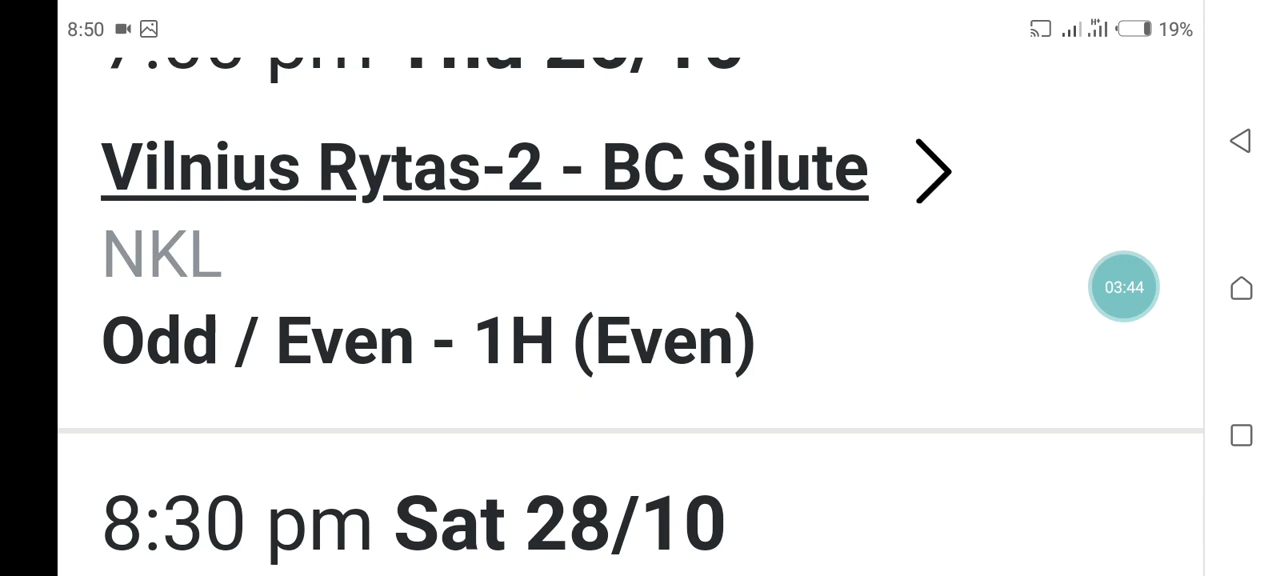 8:50
H+
19%
Vilnius Rytas-2 - BC Silute
NKL
03:44
Odd / Even - 1H (Even)
8:30 pm Sat 28/10